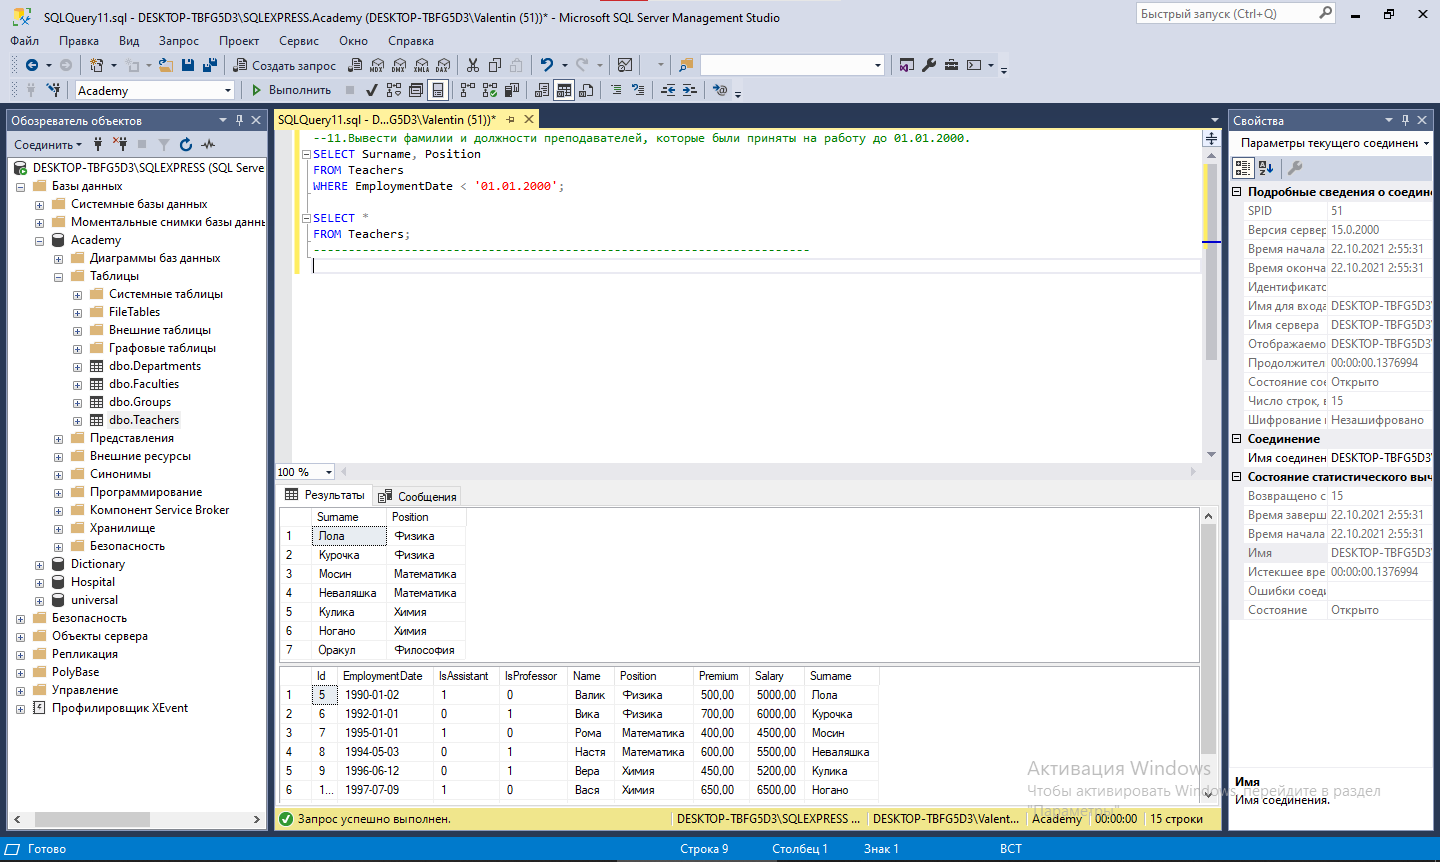 SQLQuery11.sql - DESKTOP-TBFG5D3\SQLEXPRESS.Academy (DESKTOP-TBFG5D3\Valentin (51))* - Microsoft SQL Server Management Studio
Быстрый запуск (Ctrl+Q)
Файл Правка Вид Запрос Проект Сервис Окно Справка
Создать запрос MDX DMX XMLA DAX
Academy Выполнить
Обозреватель объектов
Соединить
DESKTOP-TBFG5D3\SQLEXPRESS (SQL Serve
Базы данных
Системные базы данных
Моментальные снимки базы данн
Academy
Диаграммы баз данных
Таблицы
Системные таблицы
FileTables
Внешние таблицы
Графовые таблицы
dbo.Departments
dbo.Faculties
dbo.Groups
dbo.Teachers
Представления
Внешние ресурсы
Синонимы
Программирование
Компонент Service Broker
Хранилище
Безопасность
Dictionary
Hospital
universal
Безопасность
Объекты сервера
Репликация
PolyBase
Управление
Профилировщик XEvent
SQLQuery11.sql - D...G5D3\Valentin (51))*
--11.Вывести фамилии и должности преподавателей, которые были приняты на работу до 01.01.2000.
SELECT Surname, Position
FROM Teachers
WHERE EmploymentDate < '01.01.2000';
SELECT *
FROM Teachers;
-----------------------------------------------------------------------
100 %
Результаты Сообщения
Surname Position
1 Лола Физика
2 Курочка Физика
3 Мосин Математика
4 Неваляшка Математика
5 Кулика Химия
6 Ногано Химия
7 Оракул Философия
Id EmploymentDate IsAssistant IsProfessor Name Position Premium Salary Surname
1 5 1990-01-02 1 0 Валик Физика 500,00 5000,00 Лола
2 6 1992-01-01 0 1 Вика Физика 700,00 6000,00 Курочка
3 7 1995-01-01 1 0 Рома Математика 400,00 4500,00 Мосин
4 8 1994-05-03 0 1 Настя Математика 600,00 5500,00 Неваляшка
5 9 1996-06-12 0 1 Вера Химия 450,00 5200,00 Кулика
6 1... 1997-07-09 1 0 Вася Химия 650,00 6500,00 Ногано
Запрос успешно выполнен. DESKTOP-TBFG5D3\SQLEXPRESS ... DESKTOP-TBFG5D3\Valent... Academy 00:00:00 15 строки
Свойства
Параметры текущего соединени
Подробные сведения о соедин
SPID 51
Версия сервер 15.0.2000
Время начала 22.10.2021 2:55:31
Время оконча 22.10.2021 2:55:31
Идентификатс
Имя для входа DESKTOP-TBFG5D3\
Имя сервера DESKTOP-TBFG5D3\
Отображаемо DESKTOP-TBFG5D3\
Продолжител 00:00:00.1376994
Состояние сое Открыто
Число строк, в 15
Шифрование Незашифровано
Соединение
Имя соединен DESKTOP-TBFG5D3\
Состояние статистического выч
Возвращено с 15
Время заверш 22.10.2021 2:55:31
Время начала 22.10.2021 2:55:31
Имя DESKTOP-TBFG5D3\
Истекшее вре 00:00:00.1376994
Ошибки соеди
Состояние Открыто
Имя
Имя соединения.
Активация Windows
Чтобы активировать Windows, перейдите в раздел
"Параметры".
Готово Строка 9 Столбец 1 Знак 1 ВСТ